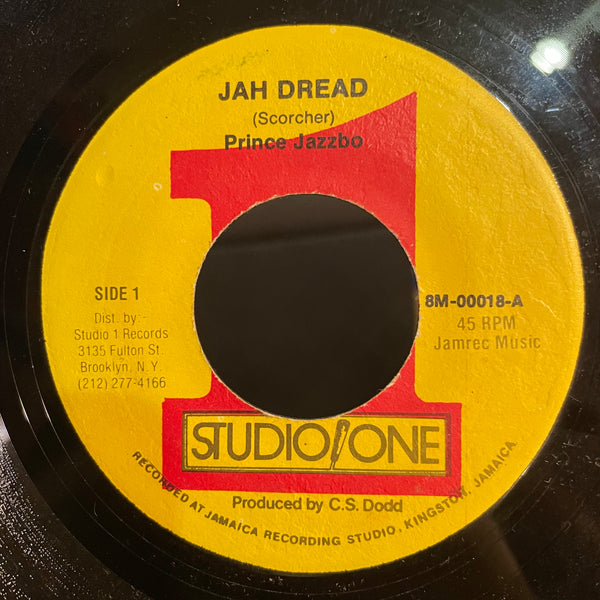 JAH DREAD
(Scorcher)
Prince Jazzbo
SIDE 1
Dist. by:-
Studio 1 Records
3135 Fulton St.
Brooklyn, N.Y.
(212) 277-4166
8M-00018-A
45 RPM
Jamrec Music
1
STUDIO ONE
Produced by C.S. Dodd
RECORDED AT JAMAICA RECORDING STUDIO, KINGSTON, JAMAICA.